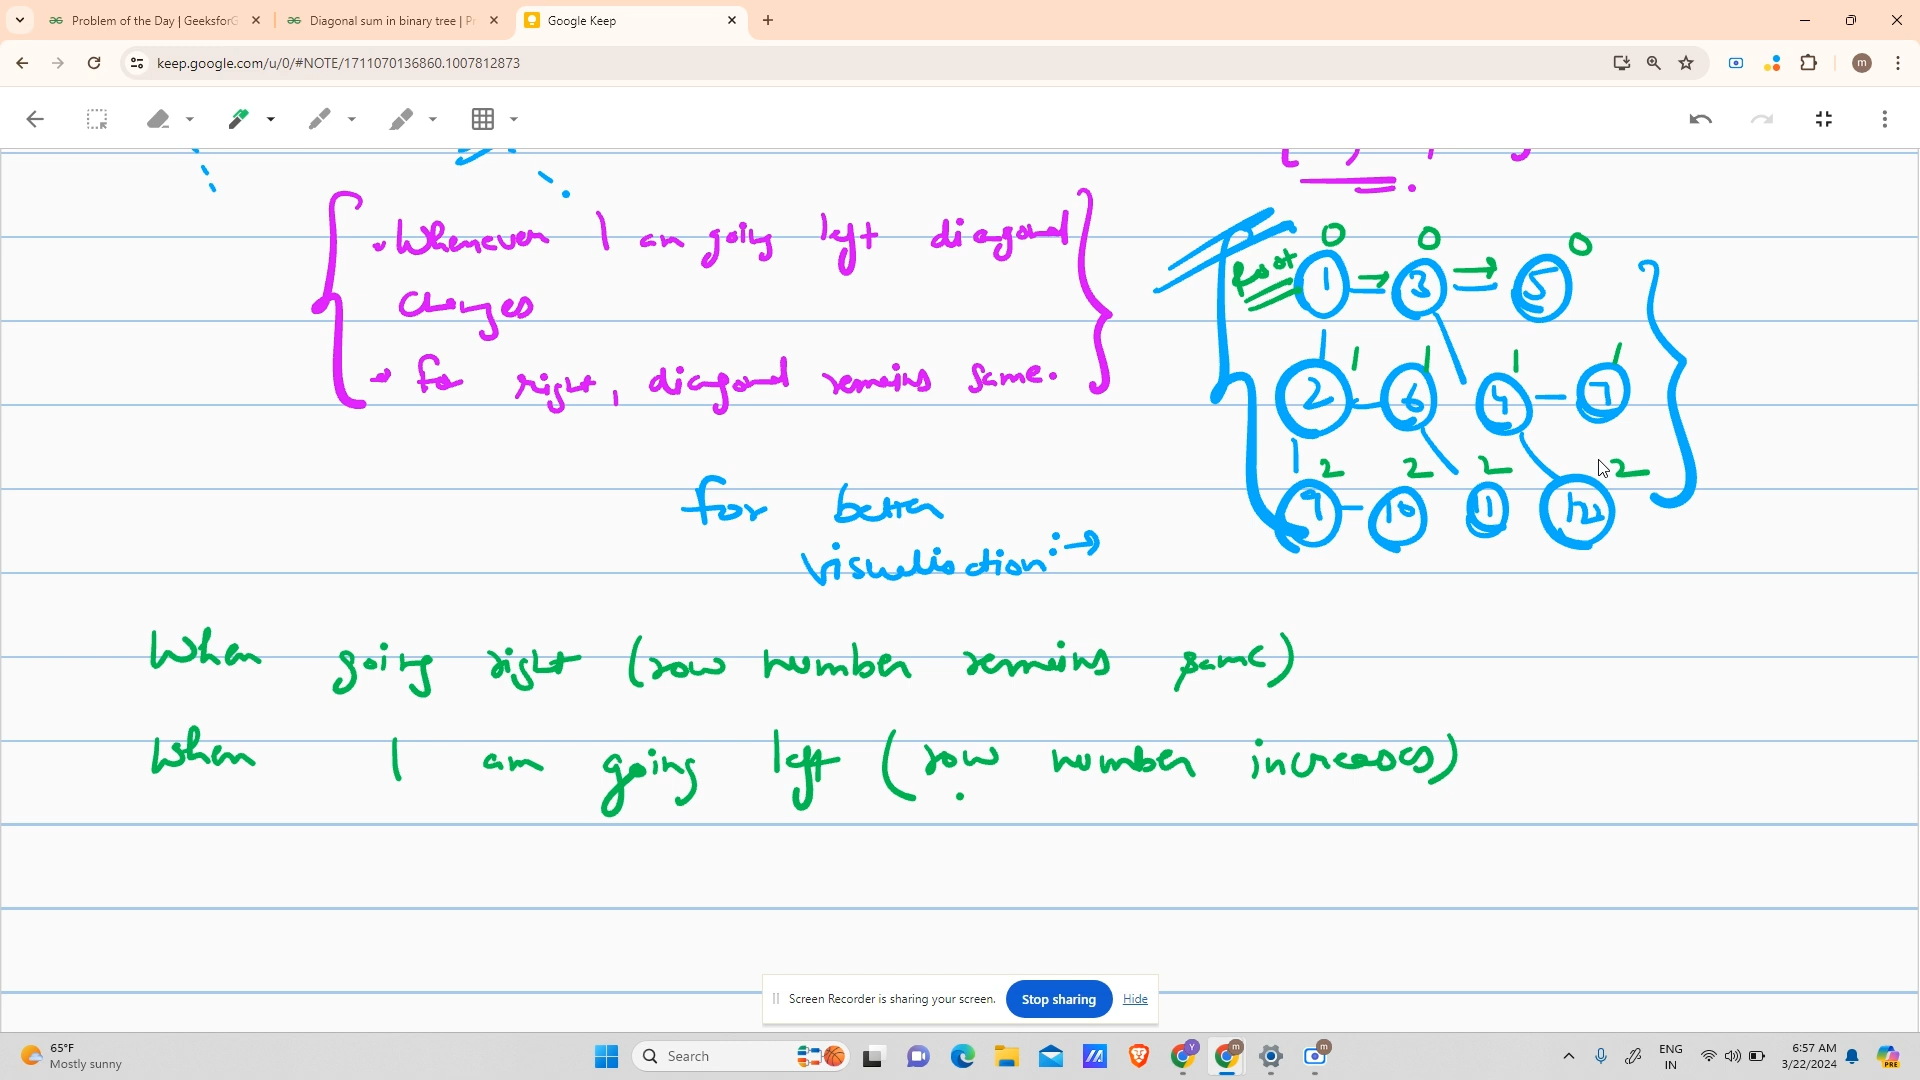 Problem of the Day | GeeksforG
Diagonal sum in binary tree | Pr
Google Keep
keep.google.com/u/0/#NOTE/1711070136860.1007812873
m
Whenever I am going left diagonal
changes
for right, diagonal remains same.
Root
0 0 0
1 3 5
1 1 1 1
2 6 4 7
2 2 2 2
9 10 11 12
for better
visualisation :→
When going right (row number remains same)
When I am going left (row number increases)
Screen Recorder is sharing your screen.
Stop sharing
Hide
65°F
Mostly sunny
Search
ENG
IN
6:57 AM
3/22/2024